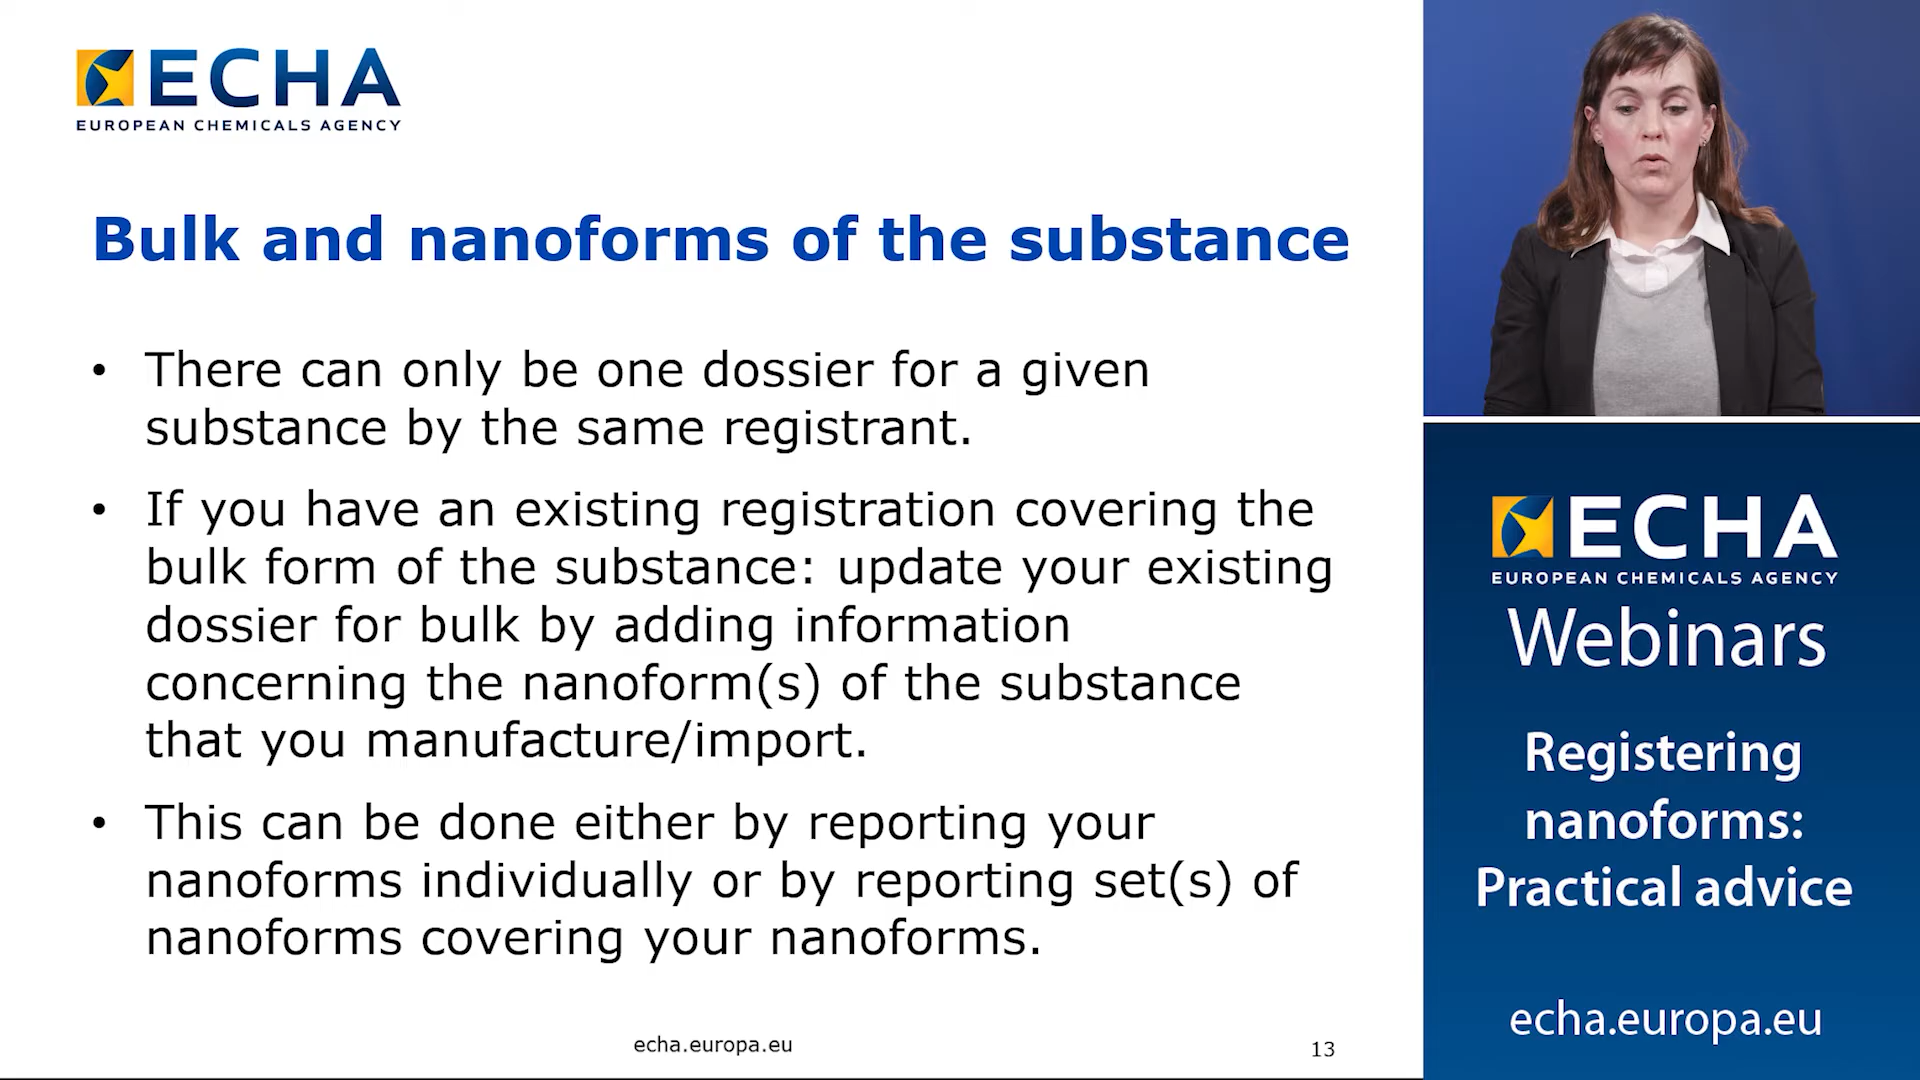 ECHA
EUROPEAN CHEMICALS AGENCY
Bulk and nanoforms of the substance
• There can only be one dossier for a given
substance by the same registrant.
• If you have an existing registration covering the
bulk form of the substance: update your existing
dossier for bulk by adding information
concerning the nanoform(s) of the substance
that you manufacture/import.
• This can be done either by reporting your
nanoforms individually or by reporting set(s) of
nanoforms covering your nanoforms.
echa.europa.eu
13
ECHA
EUROPEAN CHEMICALS AGENCY
Webinars
Registering
nanoforms:
Practical advice
echa.europa.eu